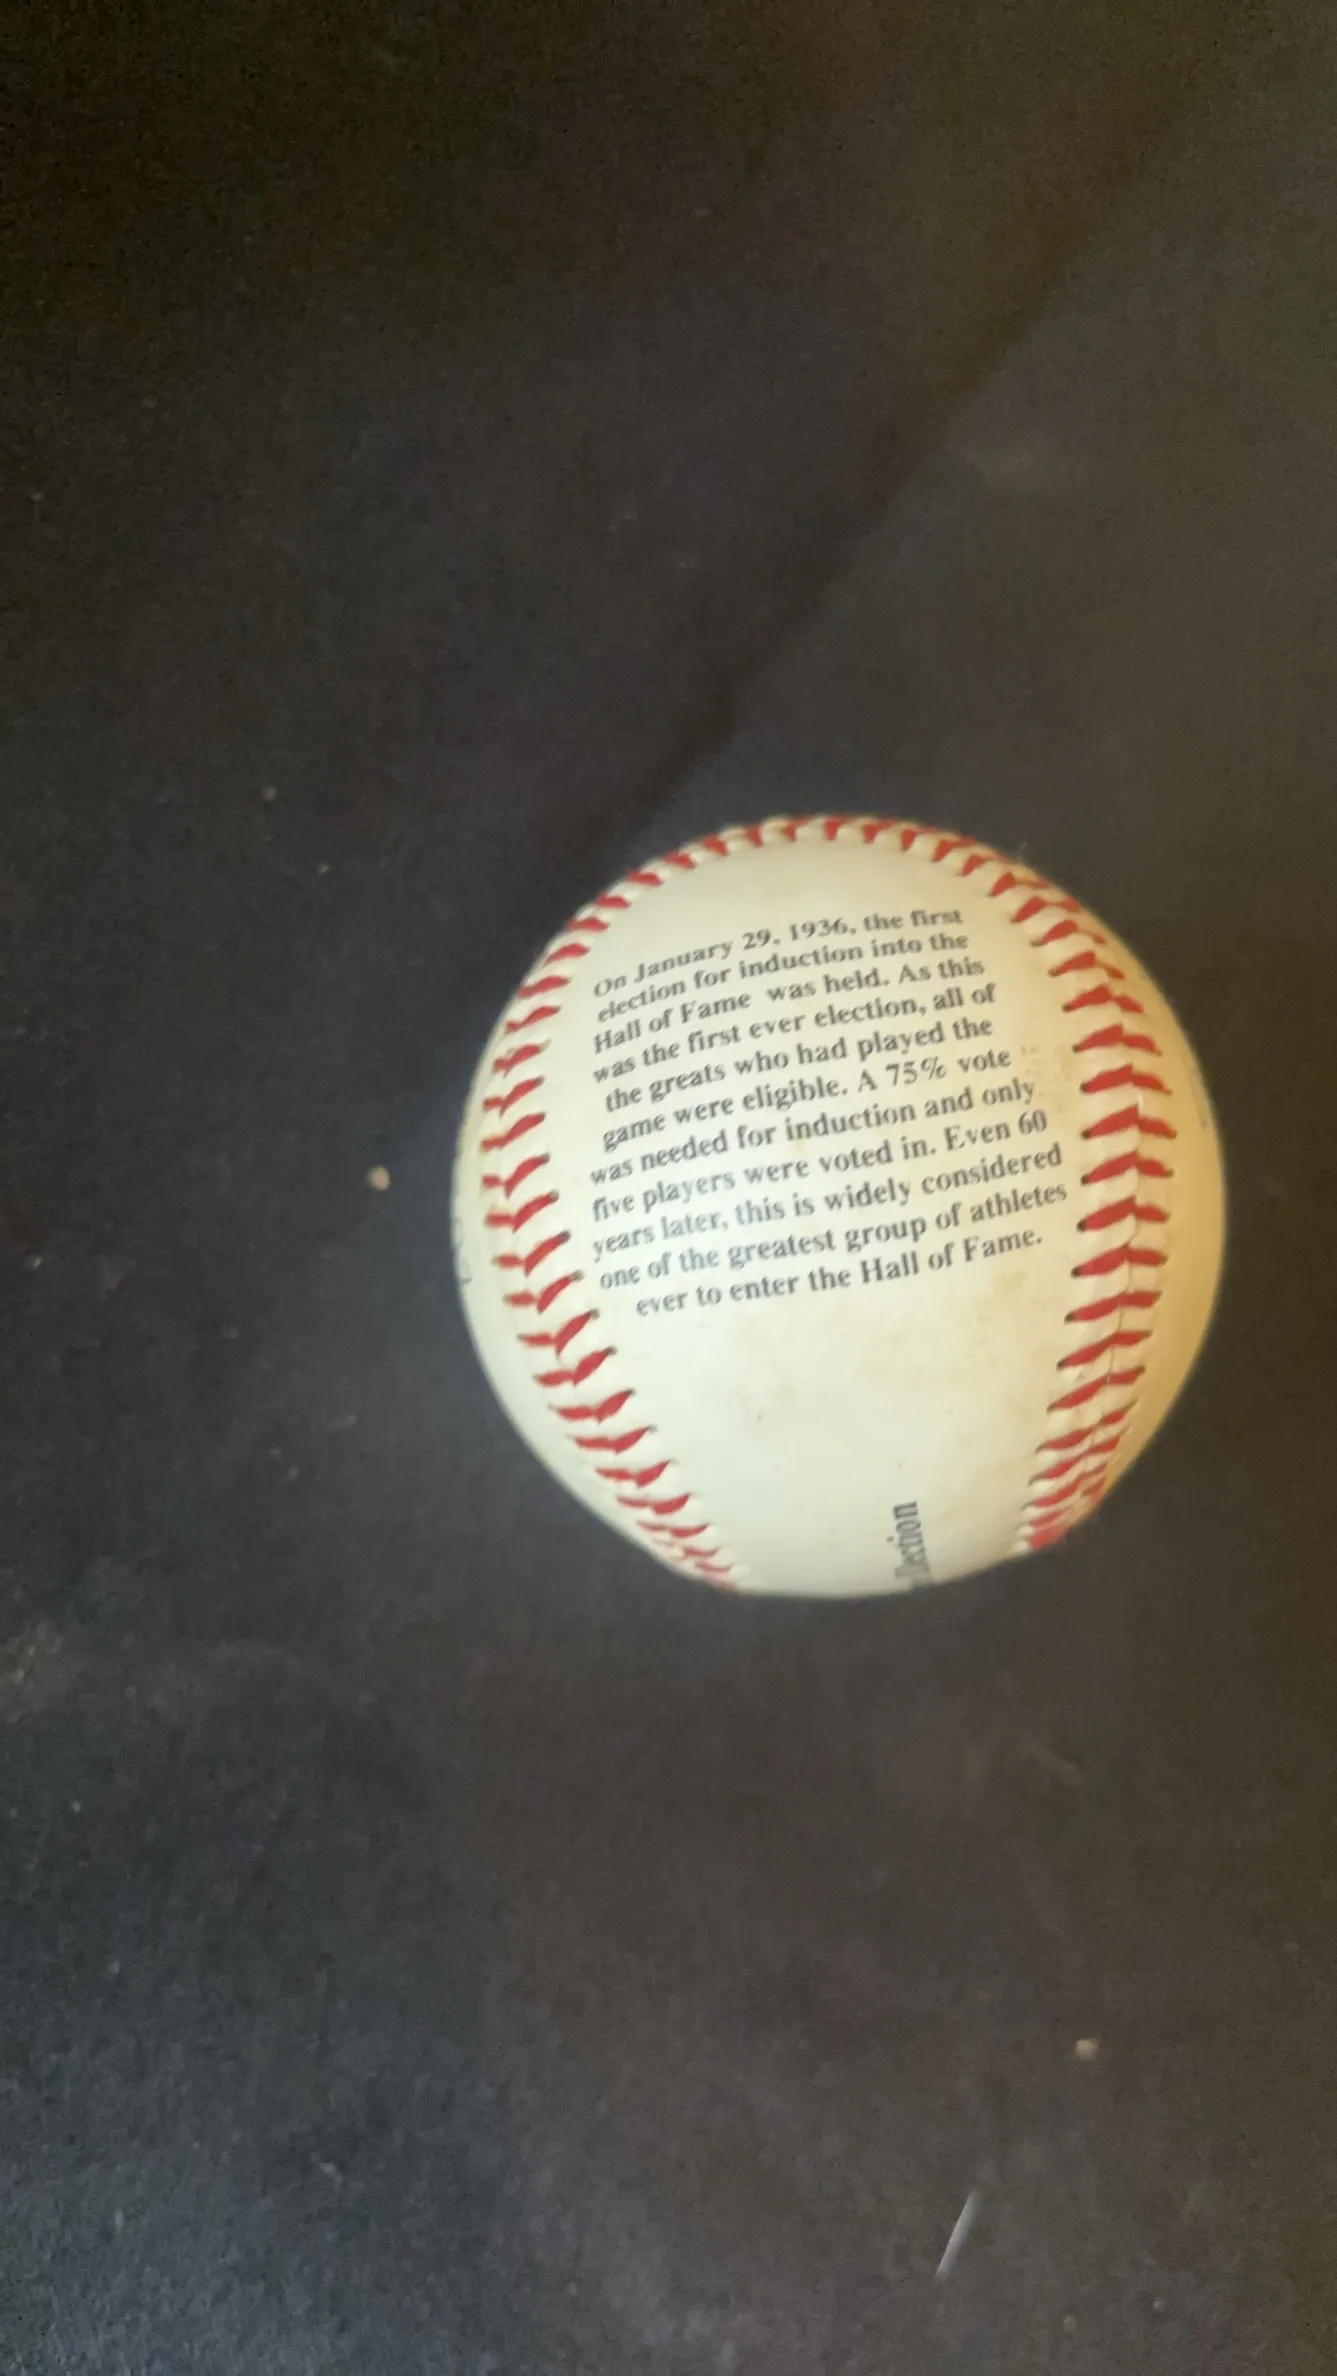 On January 29, 1936, the first
election for induction into the
Hall of Fame was held. As this
was the first ever election, all of
the greats who had played the
game were eligible. A 75% vote
was needed for induction and only
five players were voted in. Even 60
years later, this is widely considered
one of the greatest group of athletes
ever to enter the Hall of Fame.